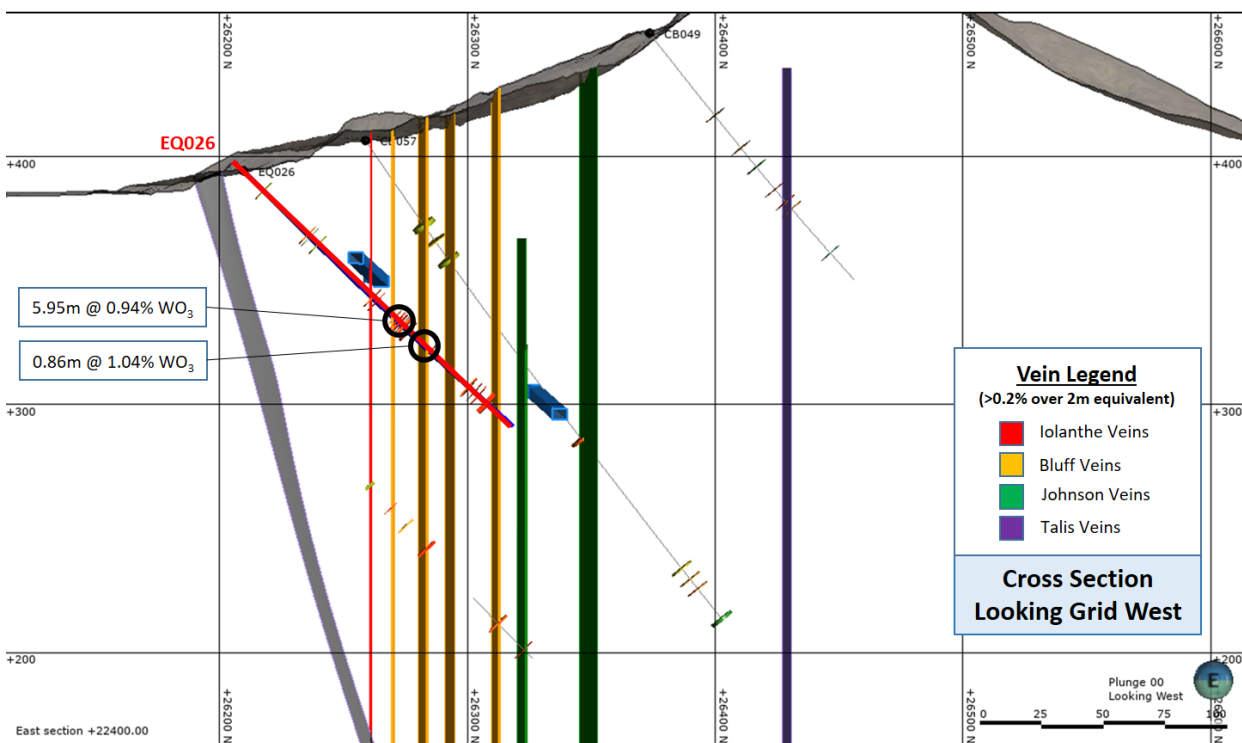 +26200 N
+26300 N
+26400 N
+26500 N
+26600 N
CB049
EQ026
EQ026
+400
+400
5.95m @ 0.94% WO3
0.86m @ 1.04% WO3
+300
+300
Vein Legend
(>0.2% over 2m equivalent)
Iolanthe Veins
Bluff Veins
Johnson Veins
Talis Veins
Cross Section
Looking Grid West
+200
+200
E
Plunge 00
Looking West
0 25 50 75 100
+26200 N
+26300 N
+26400 N
+26500 N
East section +22400.00